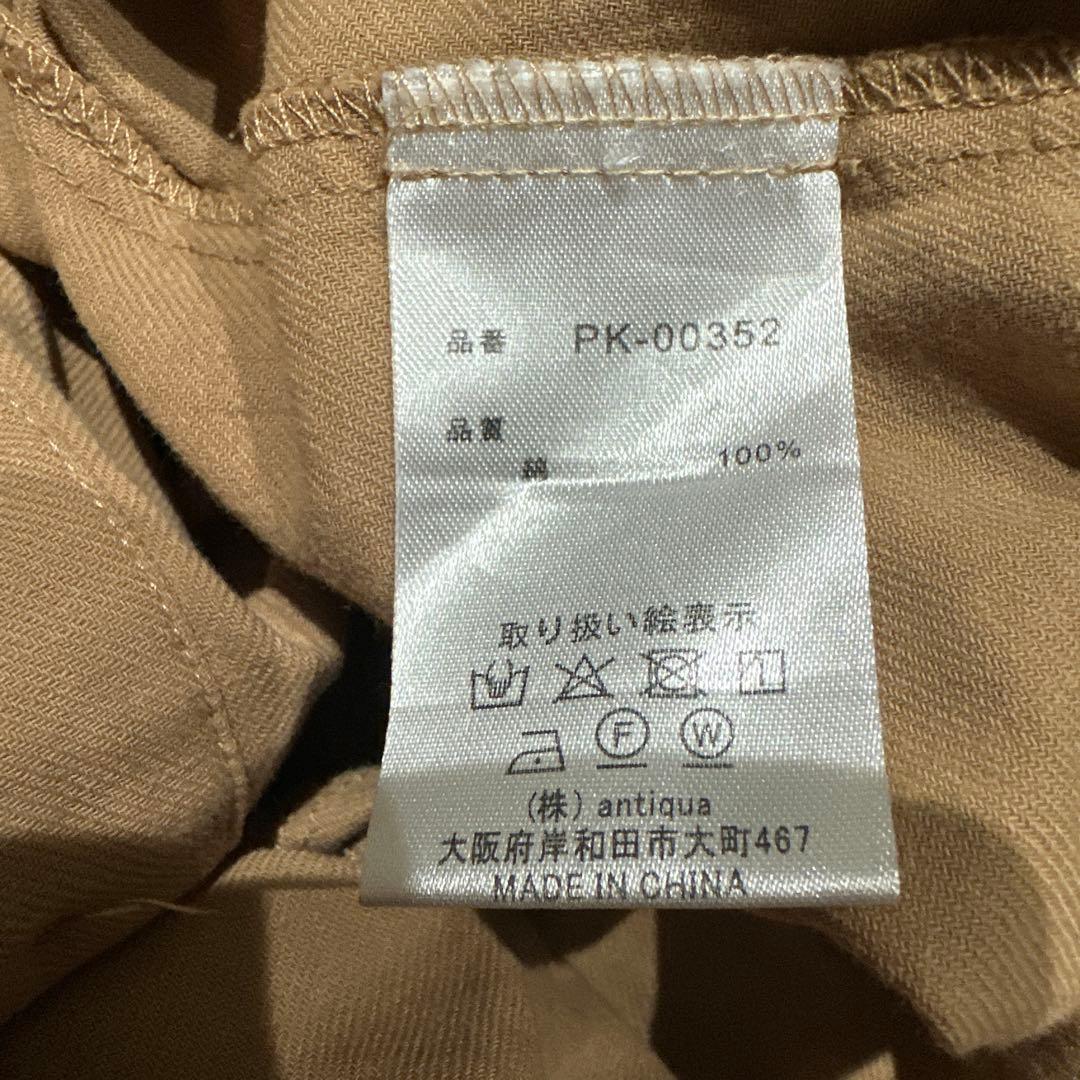 品番 PK-00352
品質
綿 100%
取り扱い絵表示
F W
(株) antiqua
大阪府岸和田市大町467
MADE IN CHINA